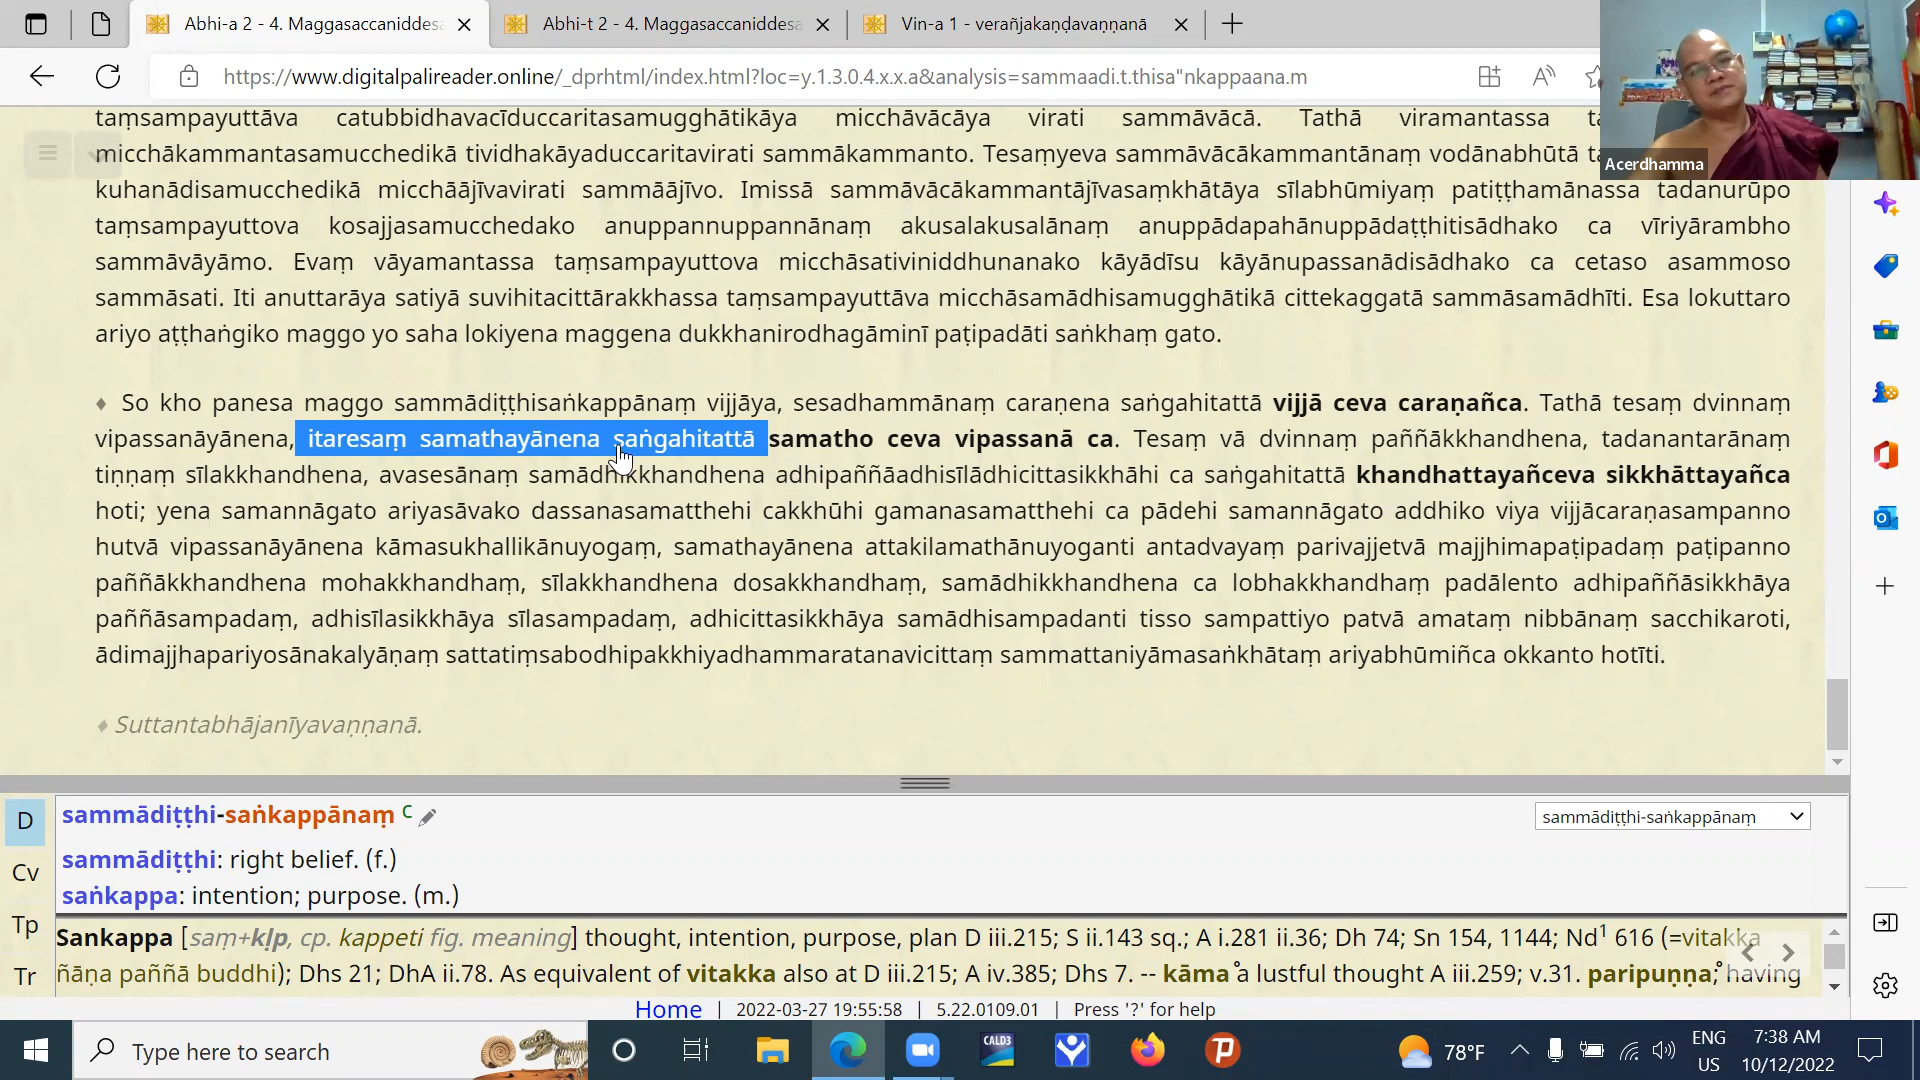 Abhi-a 2 - 4. Maggasaccaniddes
Abhi-t 2 - 4. Maggasaccaniddesa
Vin-a 1 - verañjakaṇḍavaṇṇanā
https://www.digitalpalireader.online/_dprhtml/index.html?loc=y.1.3.0.4.x.x.a&analysis=sammaadi.t.thisa"nkappaana.m
Acerdhamma
taṃsampayuttāva catubbidhavacīduccaritasamugghātikāya micchāvācāya virati sammāvācā. Tathā viramantassa ta
micchākammantasamucchedikā tividhakāyaduccaritavirati sammākammanto. Tesaṃyeva sammāvācākammantānaṃ vodānabhūtā ta
kuhanādisamucchedikā micchāājīvavirati sammāājīvo. Imissā sammāvācākammantājīvasaṃkhātāya sīlabhūmiyaṃ patiṭṭhamānassa tadanurūpo
taṃsampayuttova kosajjasamucchedako anuppannuppannānaṃ akusalakusalānaṃ anuppādapahānuppādaṭṭhitisādhako ca vīriyārambho
sammāvāyāmo. Evaṃ vāyamantassa taṃsampayuttova micchāsativiniddhunanako kāyādīsu kāyānupassanādisādhako ca cetaso asammoso
sammāsati. Iti anuttarāya satiyā suvihitacittārakkhassa taṃsampayuttāva micchāsamādhisamugghātikā cittekaggatā sammāsamādhīti. Esa lokuttaro
ariyo aṭṭhaṅgiko maggo yo saha lokiyena maggena dukkhanirodhagāminī paṭipadāti saṅkhaṃ gato.
♦ So kho panesa maggo sammādiṭṭhisaṅkappānaṃ vijjāya, sesadhammānaṃ caraṇena saṅgahitattā vijjā ceva caraṇañca. Tathā tesaṃ dvinnaṃ
vipassanāyānena, itaresaṃ samathayānena saṅgahitattā samatho ceva vipassanā ca. Tesaṃ vā dvinnaṃ paññākkhandhena, tadanantarānaṃ
tiṇṇaṃ sīlakkhandhena, avasesānaṃ samādhikkhandhena adhipaññāadhisīlādhicittasikkhāhi ca saṅgahitattā khandhattayañceva sikkhāttayañca
hoti; yena samannāgato ariyasāvako dassanasamatthehi cakkhūhi gamanasamatthehi ca pādehi samannāgato addhiko viya vijjācaraṇasampanno
hutvā vipassanāyānena kāmasukhallikānuyogaṃ, samathayānena attakilamathānuyoganti antadvayaṃ parivajjetvā majjhimapaṭipadaṃ paṭipanno
paññākkhandhena mohakkhandhaṃ, sīlakkhandhena dosakkhandhaṃ, samādhikkhandhena ca lobhakkhandhaṃ padālento adhipaññāsikkhāya
paññāsampadaṃ, adhisīlasikkhāya sīlasampadaṃ, adhicittasikkhāya samādhisampadanti tisso sampattiyo patvā amataṃ nibbānaṃ sacchikaroti,
ādimajjhapariyosānakalyāṇaṃ sattatiṃsabodhipakkhiyadhammaratanavicittaṃ sammattaniyāmasaṅkhātaṃ ariyabhūmiñca okkanto hotīti.
♦ Suttantabhājanīyavaṇṇanā.
D
Cv
Tp
Tr
sammādiṭṭhi-saṅkappānaṃ C
sammādiṭṭhi-saṅkappānaṃ
sammādiṭṭhi: right belief. (f.)
saṅkappa: intention; purpose. (m.)
Sankappa [saṃ+kḷp, cp. kappeti fig. meaning] thought, intention, purpose, plan D iii.215; S ii.143 sq.; A i.281 ii.36; Dh 74; Sn 154, 1144; Nd1 616 (=vitakka
ñāṇa paññā buddhi); Dhs 21; DhA ii.78. As equivalent of vitakka also at D iii.215; A iv.385; Dhs 7. -- kāma˚ a lustful thought A iii.259; v.31. paripuṇṇa˚ having
Home | 2022-03-27 19:55:58 | 5.22.0109.01 | Press '?' for help
Type here to search
CALD3
78°F
ENG
US
7:38 AM
10/12/2022